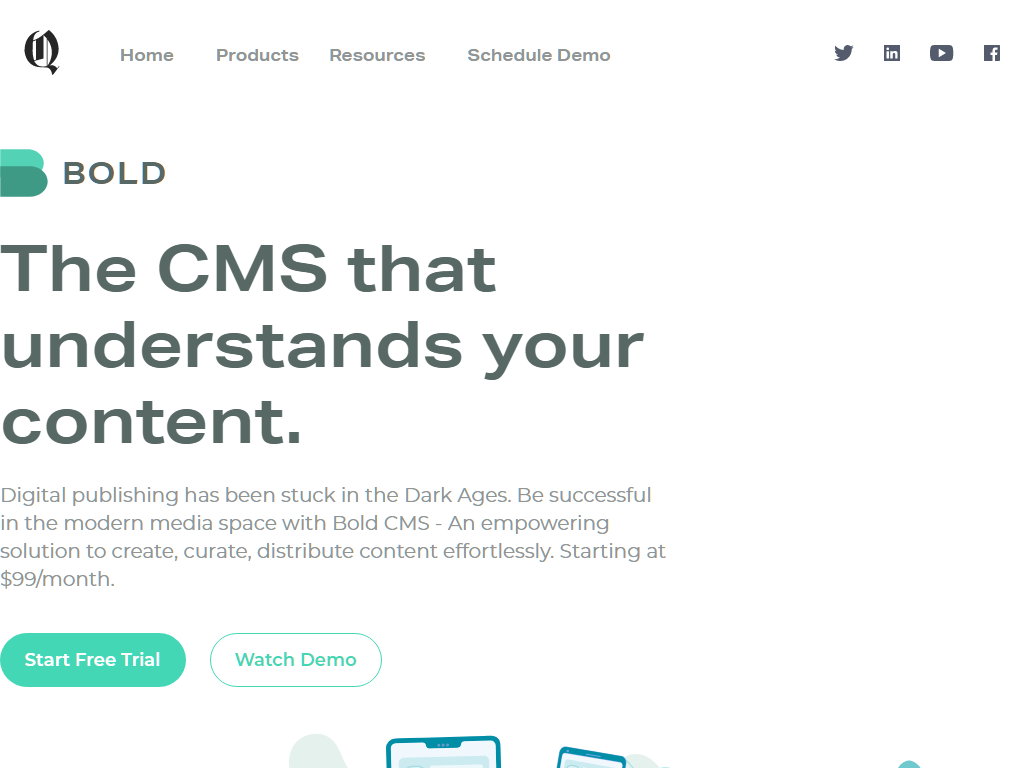 Q
Home Products Resources Schedule Demo
BOLD
The CMS that
understands your
content.
Digital publishing has been stuck in the Dark Ages. Be successful
in the modern media space with Bold CMS - An empowering
solution to create, curate, distribute content effortlessly. Starting at
$99/month.
Start Free Trial Watch Demo